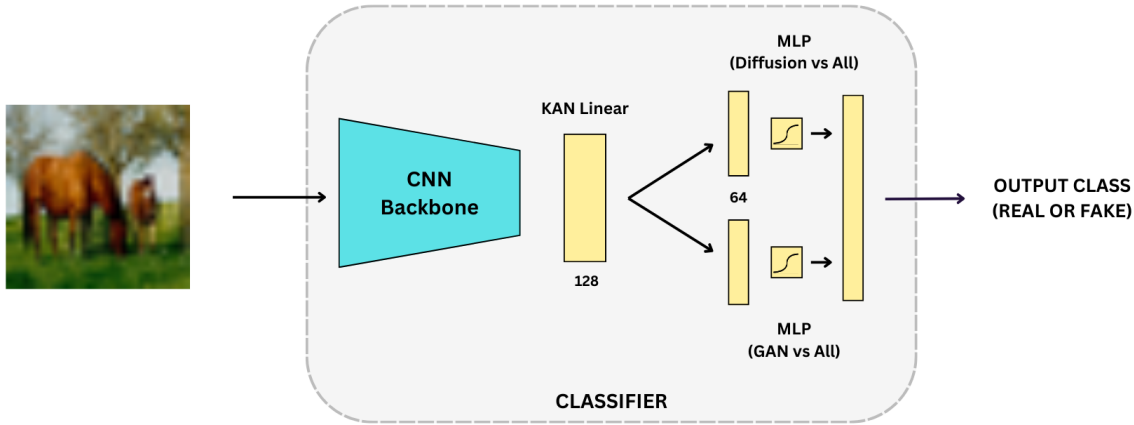 CNN
Backbone
KAN Linear
128
MLP
(Diffusion vs All)
64
MLP
(GAN vs All)
CLASSIFIER
OUTPUT CLASS
(REAL OR FAKE)